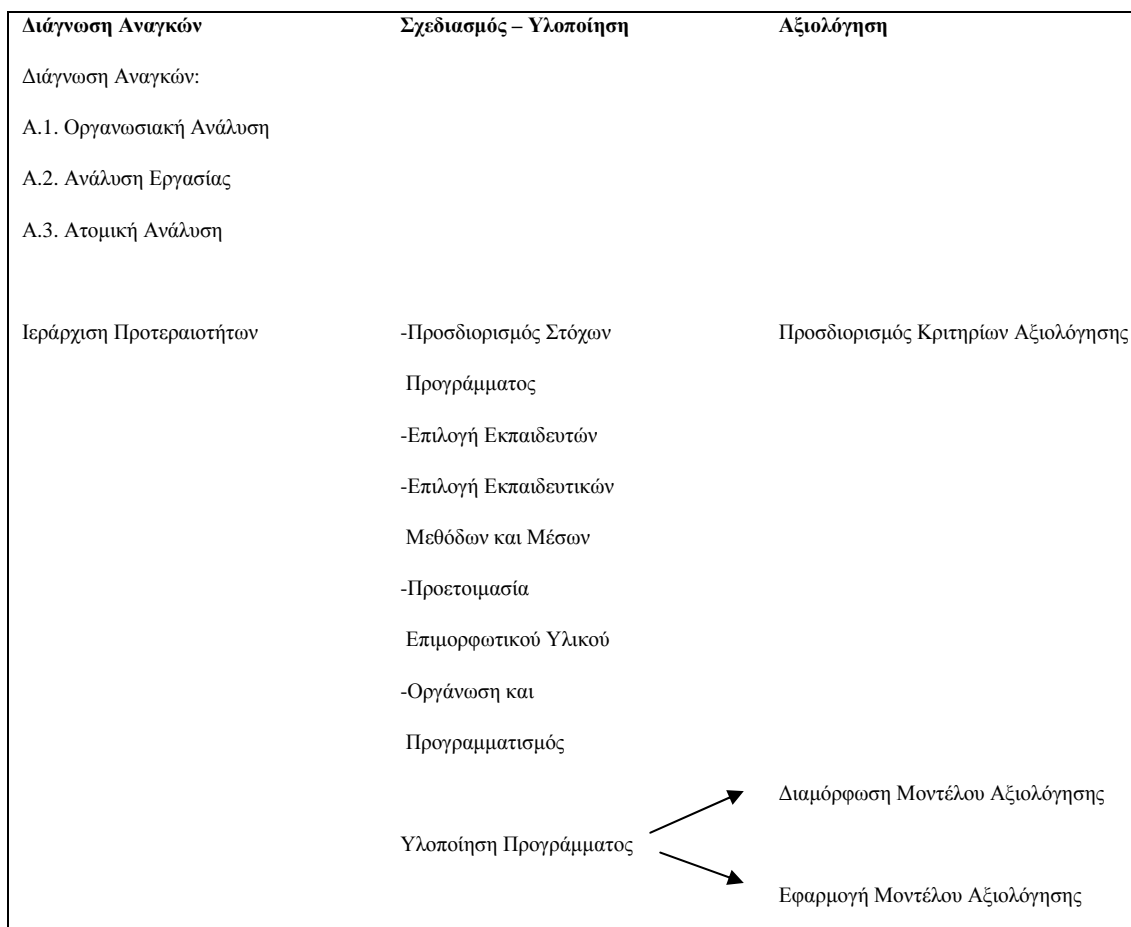 Διάγνωση Αναγκών Σχεδιασμός – Υλοποίηση Αξιολόγηση
Διάγνωση Αναγκών:
Α.1. Οργανωσιακή Ανάλυση
Α.2. Ανάλυση Εργασίας
Α.3. Ατομική Ανάλυση
Ιεράρχιση Προτεραιοτήτων -Προσδιορισμός Στόχων Προσδιορισμός Κριτηρίων Αξιολόγησης
Προγράμματος
-Επιλογή Εκπαιδευτών
-Επιλογή Εκπαιδευτικών
Μεθόδων και Μέσων
-Προετοιμασία
Επιμορφωτικού Υλικού
-Οργάνωση και
Προγραμματισμός
Διαμόρφωση Μοντέλου Αξιολόγησης
Υλοποίηση Προγράμματος
Εφαρμογή Μοντέλου Αξιολόγησης